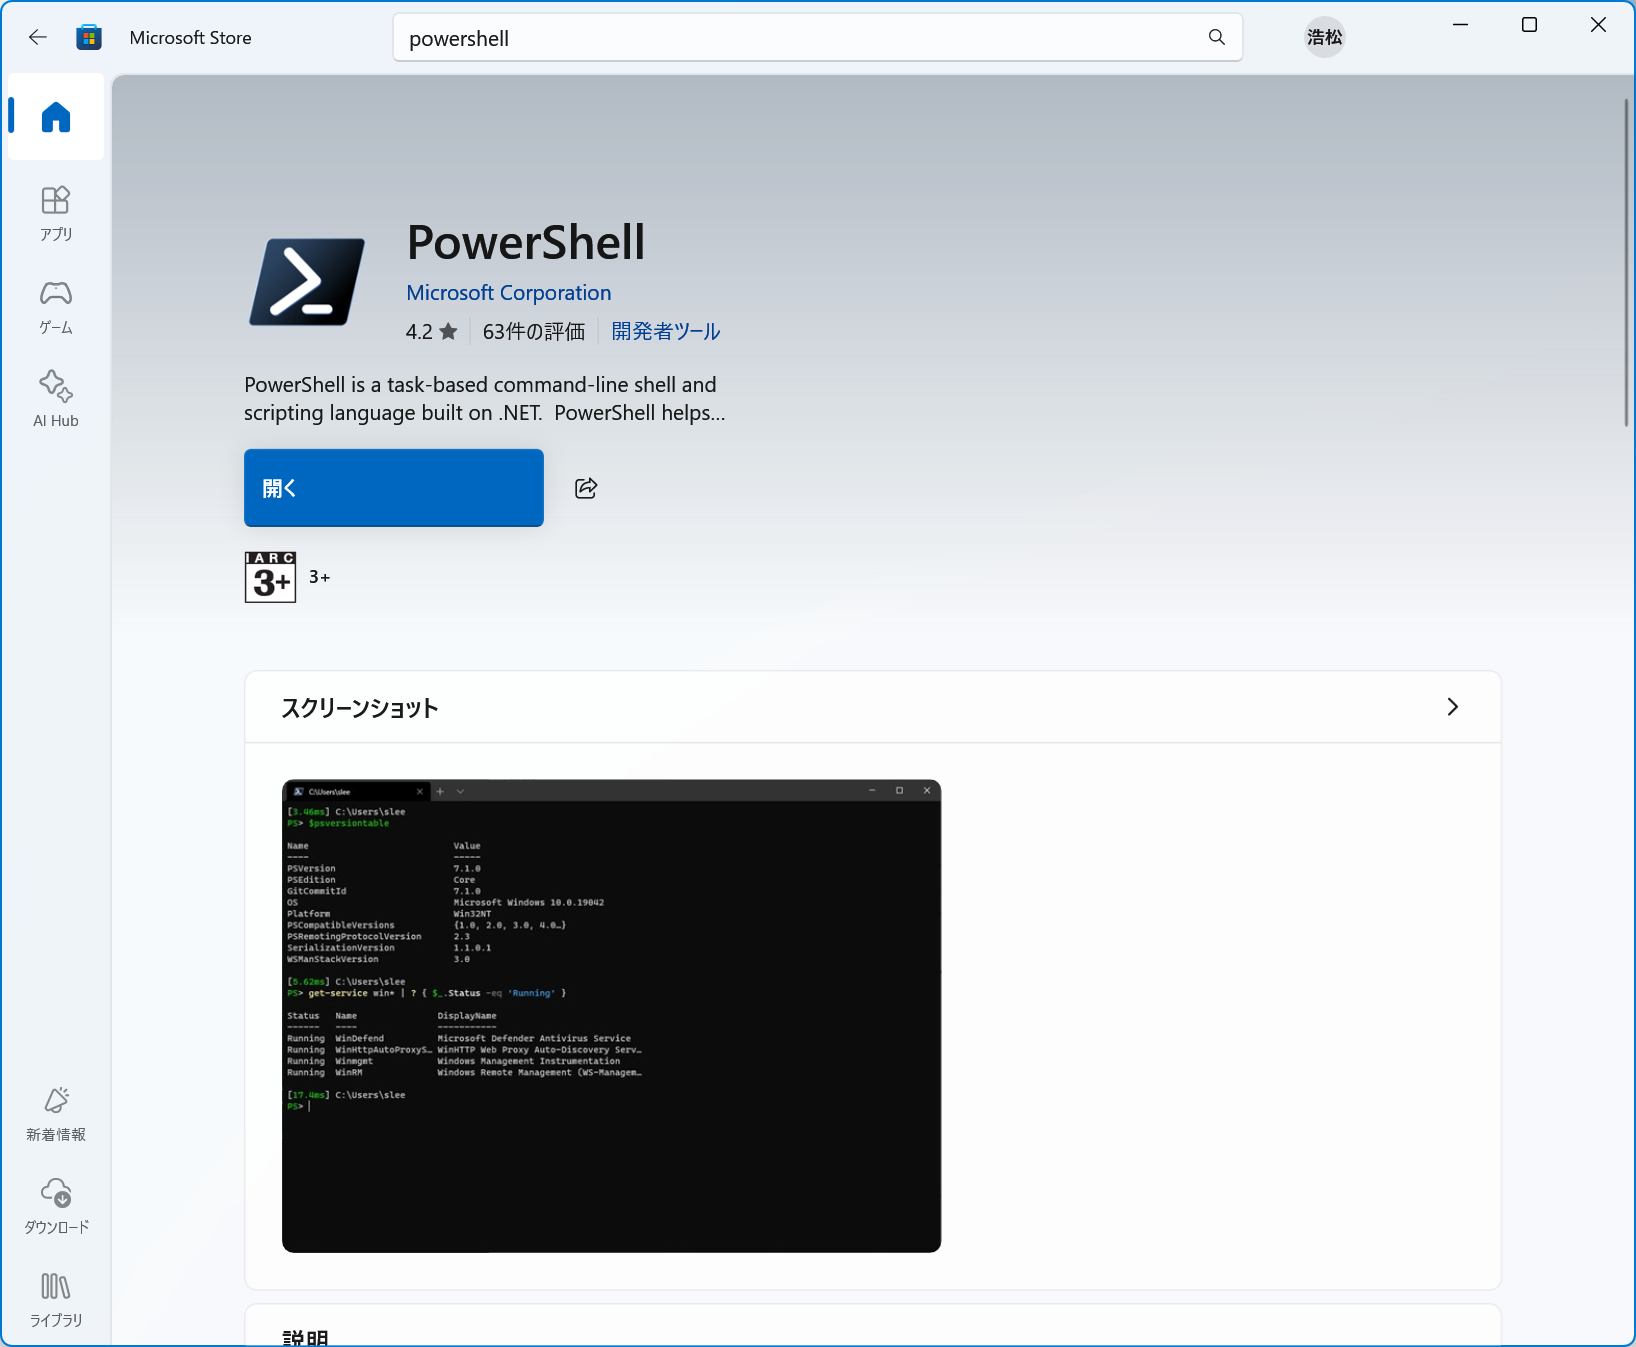 Microsoft Store
powershell
浩松
アプリ
ゲーム
AI Hub
新着情報
ダウンロード
ライブラリ
PowerShell
Microsoft Corporation
4.2 ★ 63件の評価 開発者ツール
PowerShell is a task-based command-line shell and
scripting language built on .NET. PowerShell helps...
開く
IARC
3+
3+
スクリーンショット
C:\Users\slee
[3.46ms] C:\Users\slee
PS> $psversiontable
Name Value
---- -----
PSVersion 7.1.0
PSEdition Core
GitCommitId 7.1.0
OS Microsoft Windows 10.0.19042
Platform Win32NT
PSCompatibleVersions {1.0, 2.0, 3.0, 4.0…}
PSRemotingProtocolVersion 2.3
SerializationVersion 1.1.0.1
WSManStackVersion 3.0
[5.62ms] C:\Users\slee
PS> get-service win* | ? { $_.Status -eq 'Running' }
Status Name DisplayName
------ ---- -----------
Running WinDefend Microsoft Defender Antivirus Service
Running WinHttpAutoProxyS… WinHTTP Web Proxy Auto-Discovery Serv…
Running Winmgmt Windows Management Instrumentation
Running WinRM Windows Remote Management (WS-Managem…
[17.4ms] C:\Users\slee
PS>
説明